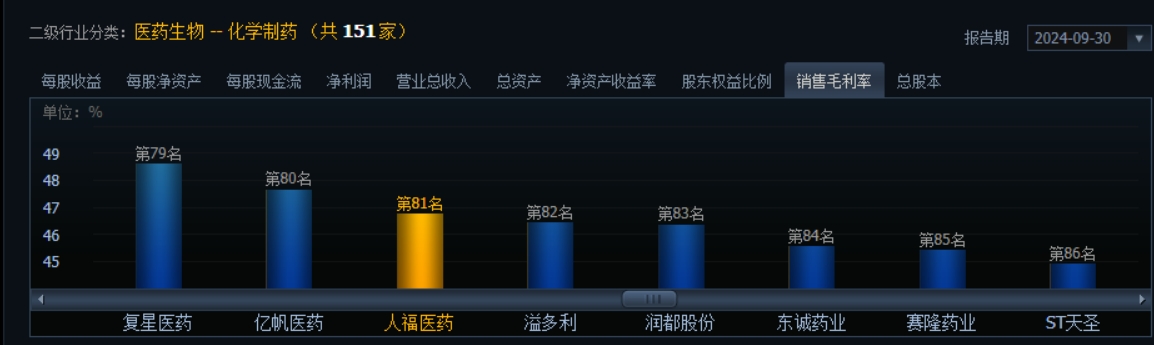 二级行业分类：医药生物 -- 化学制药 （共 151家）
报告期 2024-09-30
每股收益 每股净资产 每股现金流 净利润 营业总收入 总资产 净资产收益率 股东权益比例 销售毛利率 总股本
单位：%
49
48
47
46
45
第79名
第80名
第81名
第82名
第83名
第84名
第85名
第86名
复星医药 亿帆医药 人福医药 溢多利 润都股份 东诚药业 赛隆药业 ST天圣